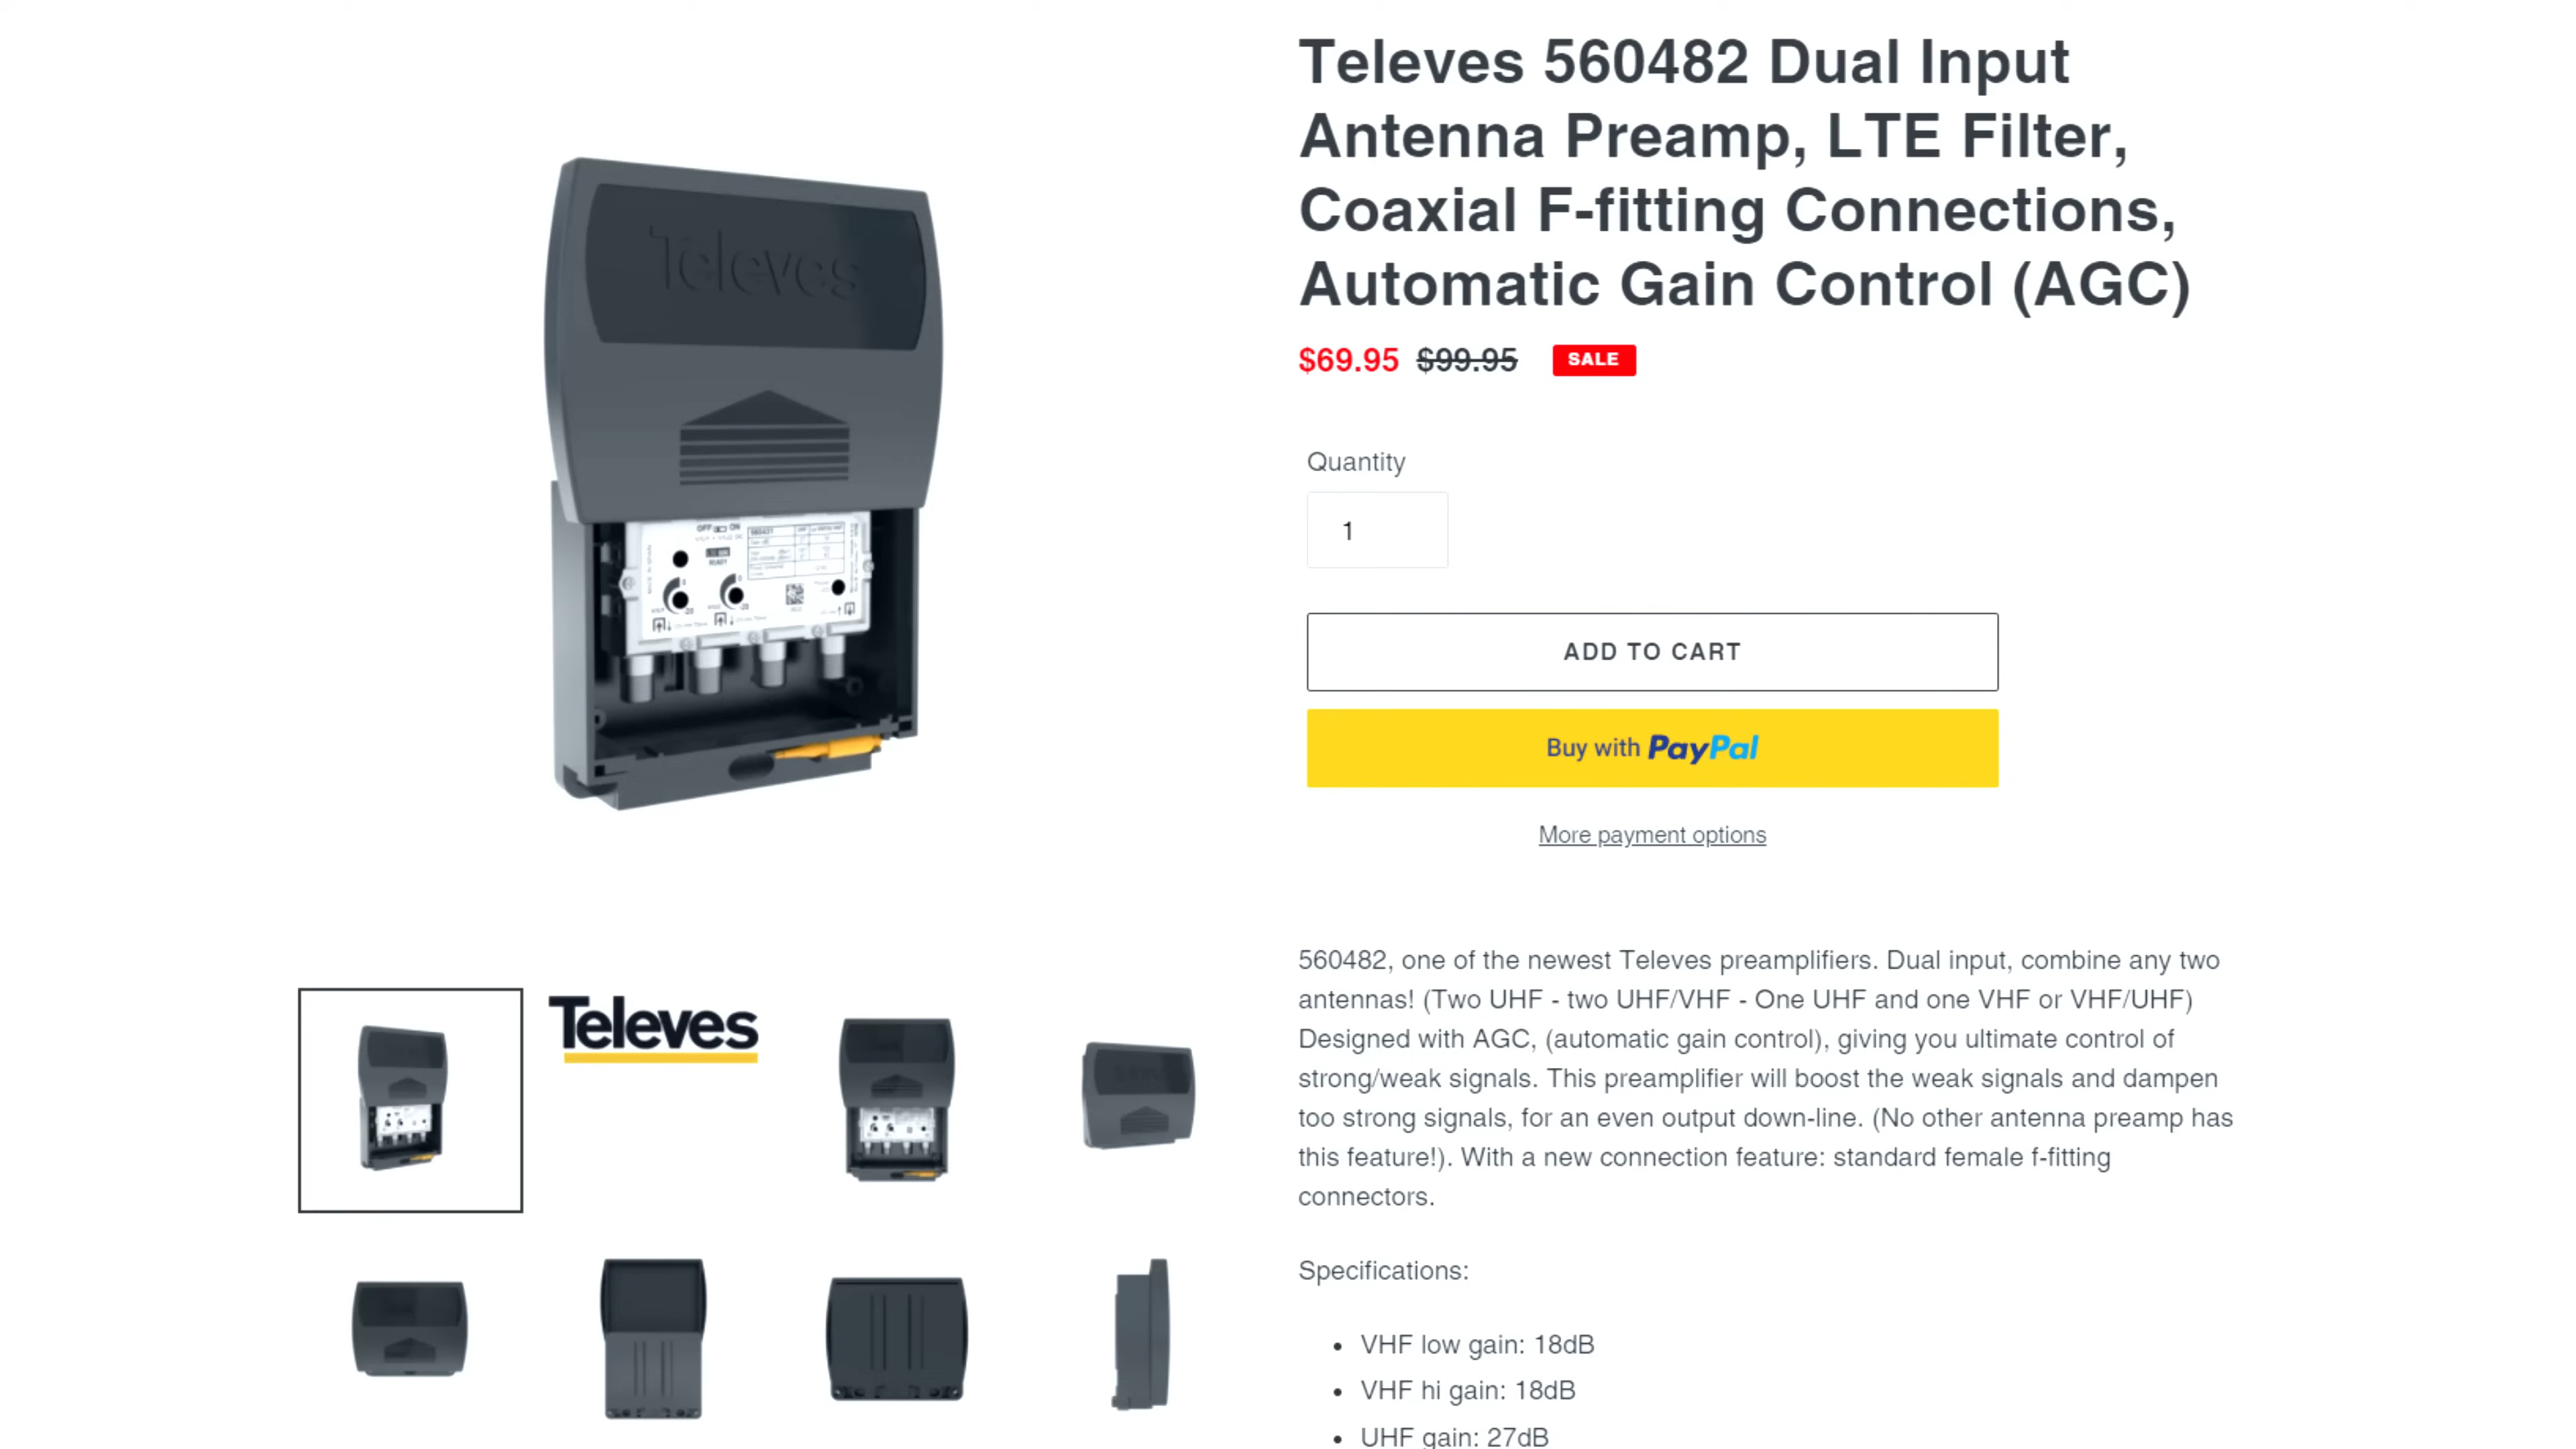 Televes 560482 Dual Input
Antenna Preamp, LTE Filter,
Coaxial F-fitting Connections,
Automatic Gain Control (AGC)
$69.95 $99.95 SALE
Quantity
1
ADD TO CART
Buy with PayPal
More payment options
Televes
OFF ON
READY
Televes
560482, one of the newest Televes preamplifiers. Dual input, combine any two
antennas! (Two UHF - two UHF/VHF - One UHF and one VHF or VHF/UHF)
Designed with AGC, (automatic gain control), giving you ultimate control of
strong/weak signals. This preamplifier will boost the weak signals and dampen
too strong signals, for an even output down-line. (No other antenna preamp has
this feature!). With a new connection feature: standard female f-fitting
connectors.
Specifications:
• VHF low gain: 18dB
• VHF hi gain: 18dB
• UHF gain: 27dB